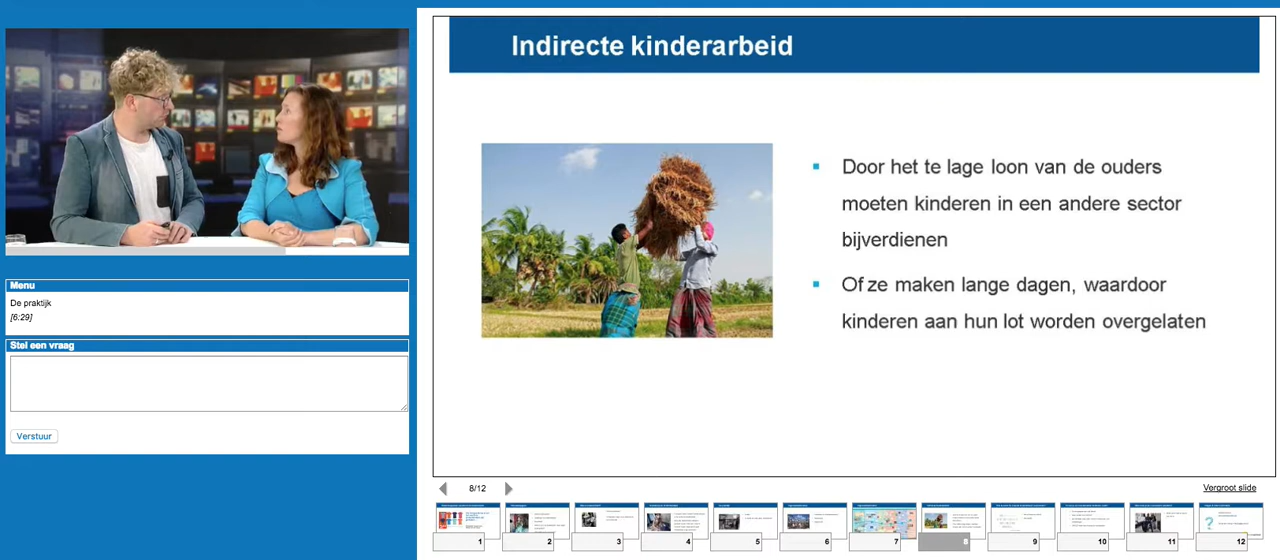 Indirecte kinderarbeid
Door het te lage loon van de ouders
moeten kinderen in een andere sector
bijverdienen
Of ze maken lange dagen, waardoor
kinderen aan hun lot worden overgelaten
Menu
De praktijk
[6:29]
Stel een vraag
Verstuur
8/12
Vergroot slide
1
2
3
4
5
6
7
8
9
10
11
12